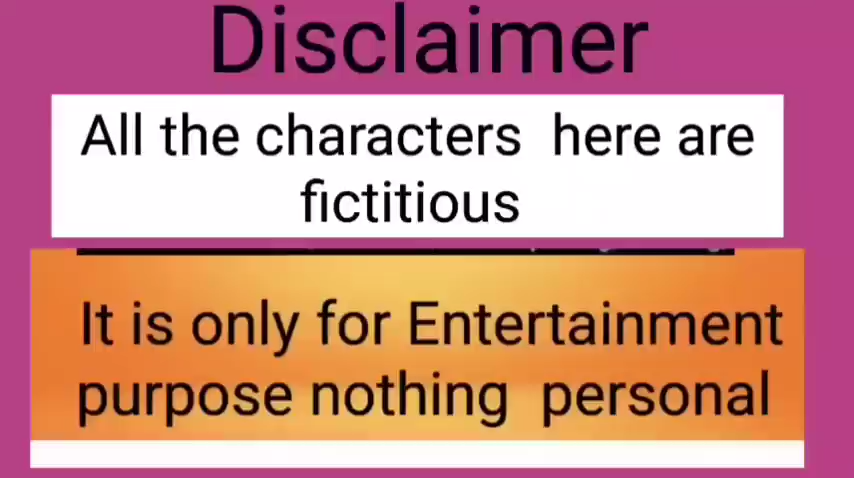 Disclaimer
All the characters here are
fictitious
It is only for Entertainment
purpose nothing personal